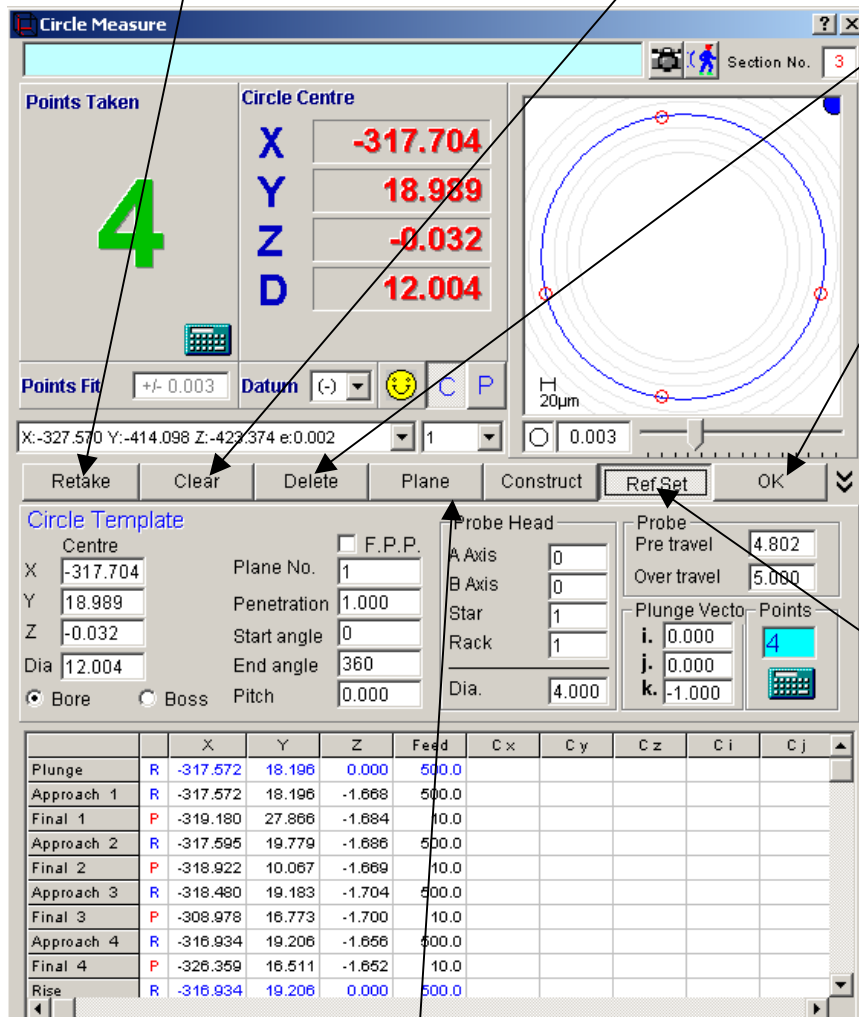 Circle Measure
Section No. 3
Points Taken
4
Circle Centre
X -317.704
Y 18.989
Z -0.032
D 12.004
20µm
Points Fit +/- 0.003 Datum (-) C P
X:-327.570 Y:-414.098 Z:-423.374 e:0.002 1
0.003
Retake Clear Delete Plane Construct Ref.Set OK
Circle Template
Centre
X -317.704
Y 18.989
Z -0.032
Dia 12.004
Bore Boss
F.P.P.
Plane No. 1
Penetration 1.000
Start angle 0
End angle 360
Pitch 0.000
Probe Head
A Axis 0
B Axis 0
Star 1
Rack 1
Dia. 4.000
Probe
Pre travel 4.802
Over travel 5.000
Plunge Vecto
i. 0.000
j. 0.000
k. -1.000
Points
4
X Y Z Feed C x C y C z C i C j
Plunge R -317.572 18.196 0.000 500.0
Approach 1 R -317.572 18.196 -1.668 500.0
Final 1 P -319.180 27.866 -1.684 10.0
Approach 2 R -317.595 19.779 -1.686 500.0
Final 2 P -318.922 10.067 -1.669 10.0
Approach 3 R -318.480 19.183 -1.704 500.0
Final 3 P -308.978 16.773 -1.700 10.0
Approach 4 R -316.934 19.206 -1.656 500.0
Final 4 P -326.359 16.511 -1.652 10.0
Rise R -316.934 19.206 0.000 500.0